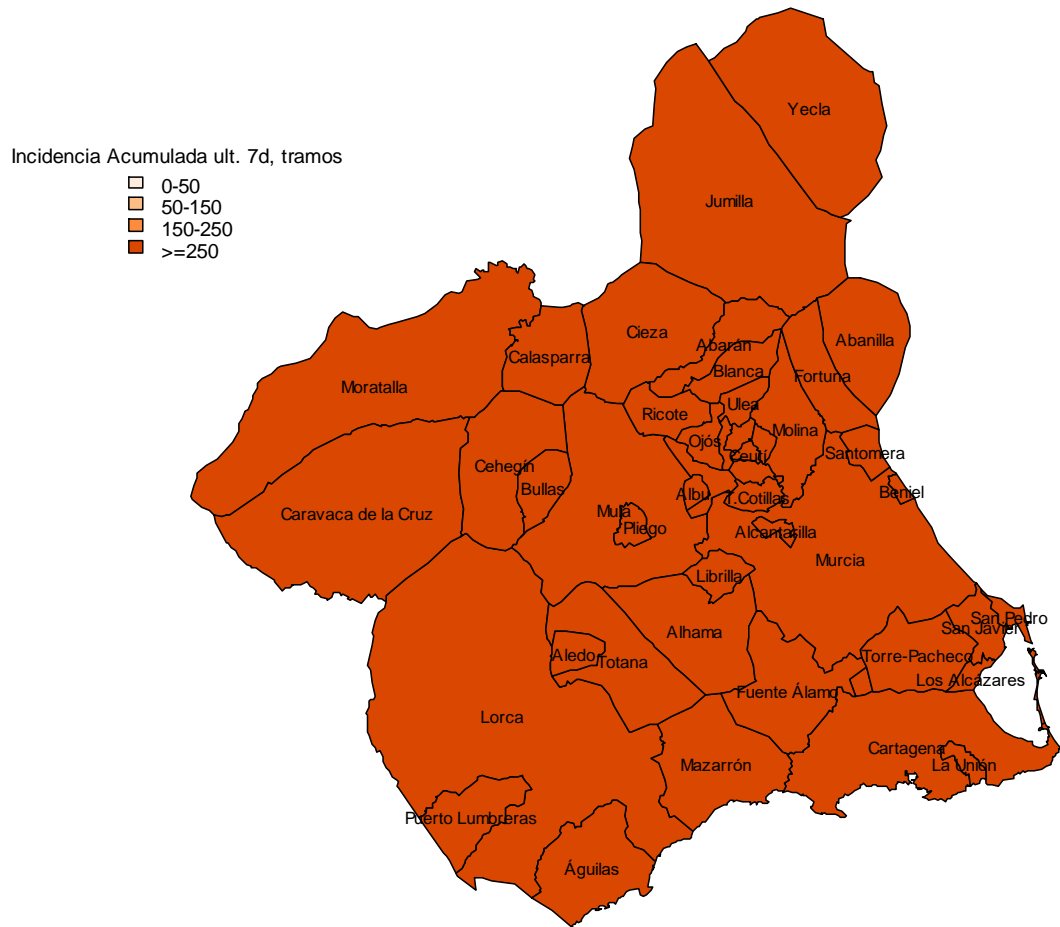 Incidencia Acumulada ult. 7d, tramos
0-50
50-150
150-250
>=250
Yecla
Jumilla
Cieza
Abarán
Abanilla
Calasparra
Blanca
Fortuna
Moratalla
Ulea
Ricote
Molina
Ojós
Ceutí
Santomera
Cehegín
Bullas
Albu
T.Cotillas
Beniel
Caravaca de la Cruz
Mula
Pliego
Alcantarilla
Murcia
Librilla
San Pedro
San Javier
Alhama
Aledo
Totana
Torre-Pacheco
Los Alcázares
Fuente Álamo
Lorca
Cartagena
Mazarrón
La Unión
Puerto Lumbreras
Águilas